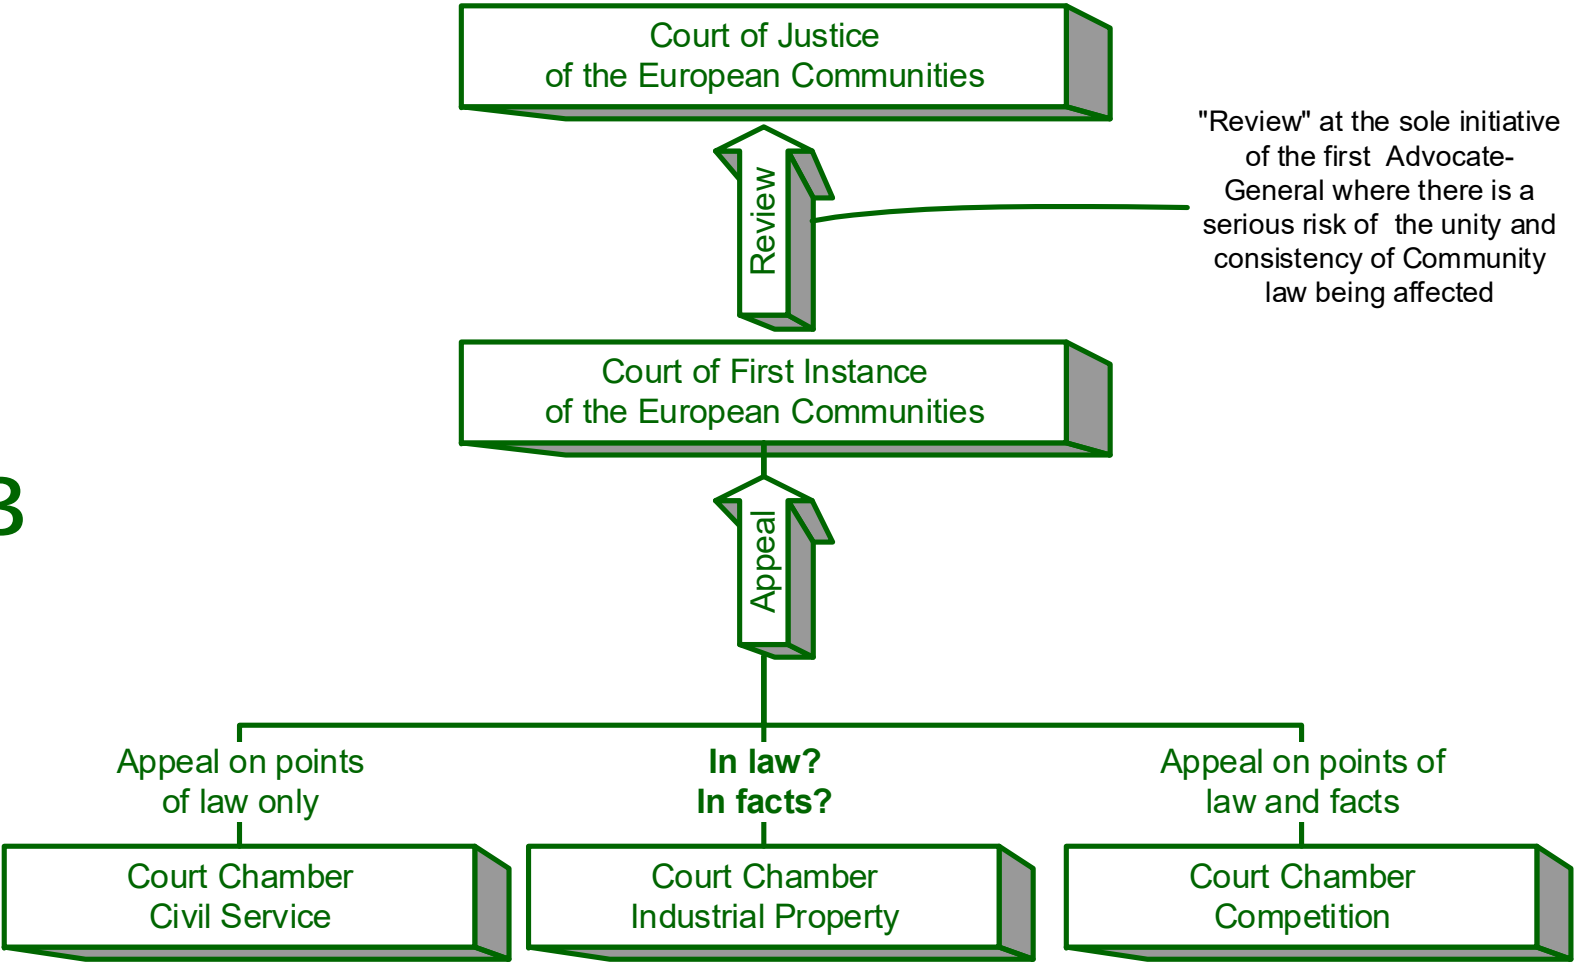 Court of Justice
of the European Communities
"Review" at the sole initiative
of the first Advocate-
General where there is a
serious risk of the unity and
consistency of Community
law being affected
Review
Court of First Instance
of the European Communities
Appeal
Appeal on points
of law only
In law?
In facts?
Appeal on points of
law and facts
Court Chamber
Civil Service
Court Chamber
Industrial Property
Court Chamber
Competition